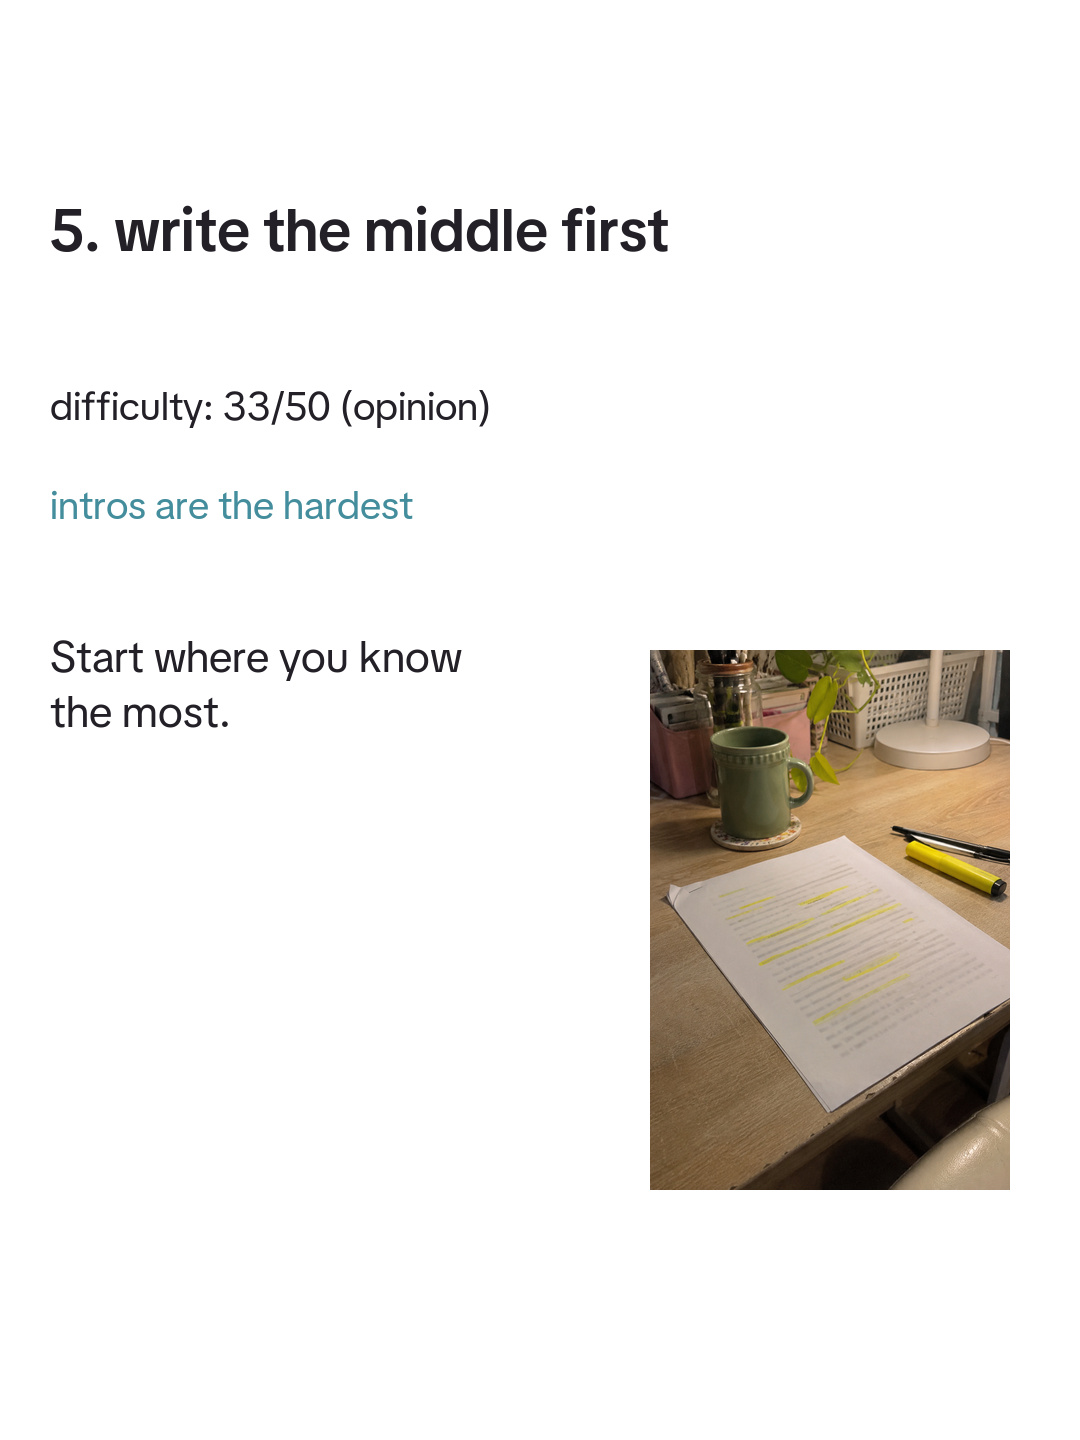 5. write the middle first
difficulty: 33/50 (opinion)
intros are the hardest
Start where you know
the most.